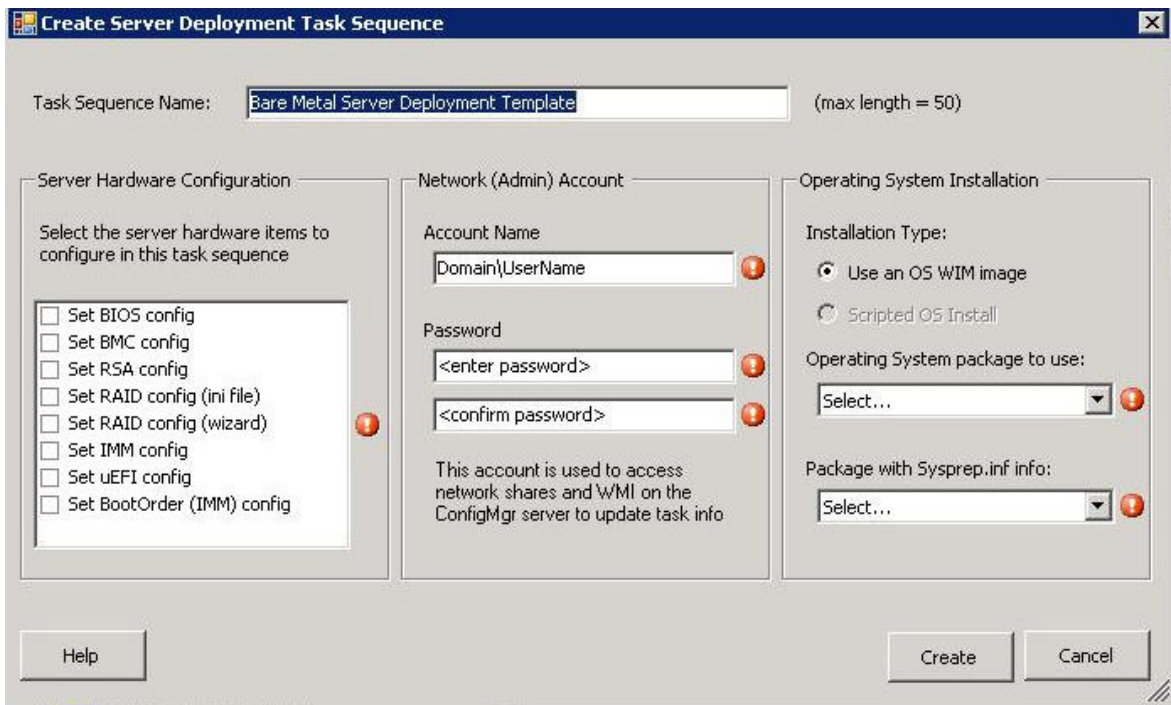 Create Server Deployment Task Sequence
Task Sequence Name:
Bare Metal Server Deployment Template
(max length = 50)
Server Hardware Configuration
Select the server hardware items to
configure in this task sequence
Set BIOS config
Set BMC config
Set RSA config
Set RAID config (ini file)
Set RAID config (wizard)
Set IMM config
Set uEFI config
Set BootOrder (IMM) config
Network (Admin) Account
Account Name
Domain\UserName
Password
<enter password>
<confirm password>
This account is used to access
network shares and WMI on the
ConfigMgr server to update task info
Operating System Installation
Installation Type:
Use an OS WIM image
Scripted OS Install
Operating System package to use:
Select...
Package with Sysprep.inf info:
Select...
Help
Create
Cancel